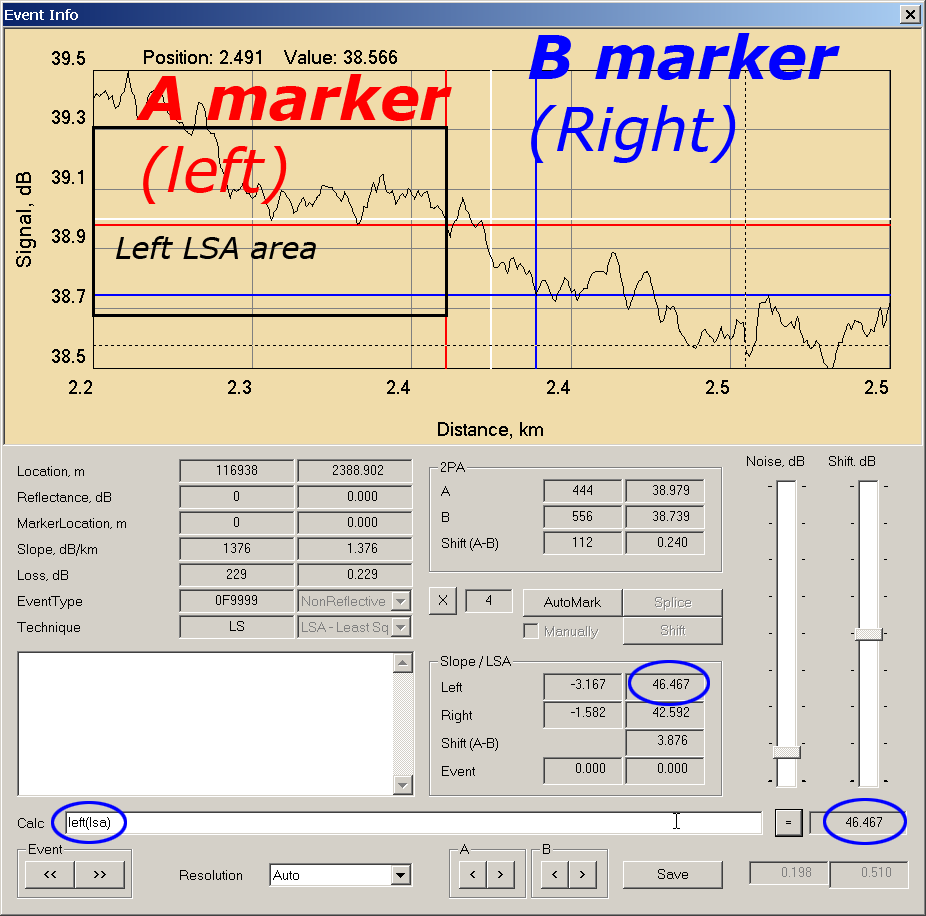 Event Info
Position: 2.491 Value: 38.566
A marker
(left)
B marker
(Right)
Left LSA area
Signal, dB
39.5
39.3
39.1
38.9
38.7
38.5
2.2 2.3 2.4 2.4 2.5 2.5
Distance, km
Location, m 116938 2388.902
Reflectance, dB 0 0.000
MarkerLocation, m 0 0.000
Slope, dB/km 1376 1.376
Loss, dB 229 0.229
EventType 0F9999 NonReflective
Technique LS LSA - Least Sq
2PA
A 444 38.979
B 556 38.739
Shift (A-B) 112 0.240
X 4 AutoMark Splice
Manually Shift
Slope / LSA
Left -3.167 46.467
Right -1.582 42.592
Shift (A-B) 3.876
Event 0.000 0.000
Noise, dB Shift. dB
Calc left(lsa) = 46.467
Event
<< >>
Resolution Auto
A
< >
B
< >
Save
0.198 0.510